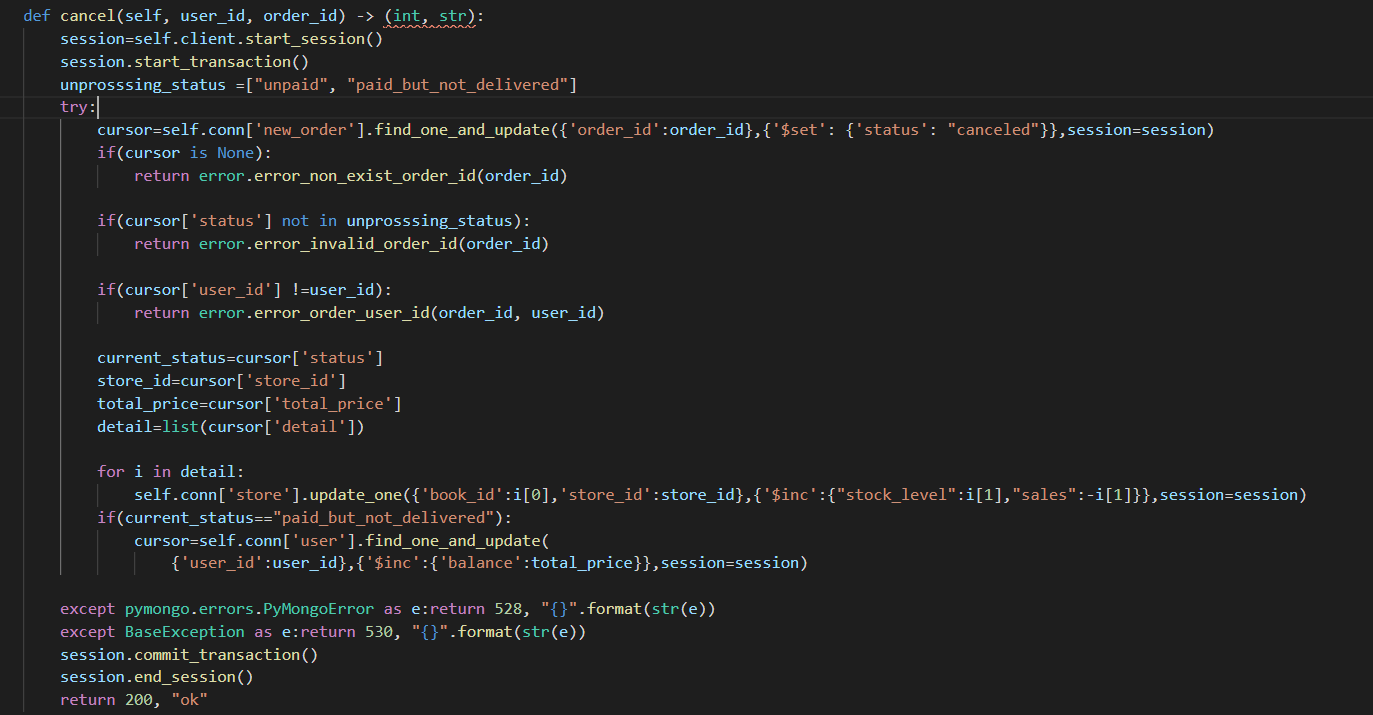 def cancel(self, user_id, order_id) -> (int, str):
    session=self.client.start_session()
    session.start_transaction()
    unprosssing_status =["unpaid", "paid_but_not_delivered"]
    try:
        cursor=self.conn['new_order'].find_one_and_update({'order_id':order_id},{'$set': {'status': "canceled"}},session=session)
        if(cursor is None):
            return error.error_non_exist_order_id(order_id)

        if(cursor['status'] not in unprosssing_status):
            return error.error_invalid_order_id(order_id)

        if(cursor['user_id'] !=user_id):
            return error.error_order_user_id(order_id, user_id)

        current_status=cursor['status']
        store_id=cursor['store_id']
        total_price=cursor['total_price']
        detail=list(cursor['detail'])

        for i in detail:
            self.conn['store'].update_one({'book_id':i[0],'store_id':store_id},{'$inc':{"stock_level":i[1],"sales":-i[1]}},session=session)
        if(current_status=="paid_but_not_delivered"):
            cursor=self.conn['user'].find_one_and_update(
                {'user_id':user_id},{'$inc':{'balance':total_price}},session=session)

    except pymongo.errors.PyMongoError as e:return 528, "{}".format(str(e))
    except BaseException as e:return 530, "{}".format(str(e))
    session.commit_transaction()
    session.end_session()
    return 200, "ok"